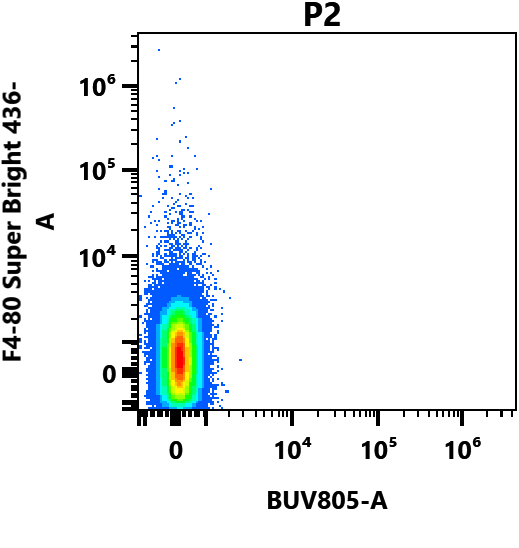 P2
F4-80 Super Bright 436-
A
10⁶
10⁵
10⁴
0
0
10⁴
10⁵
10⁶
BUV805-A